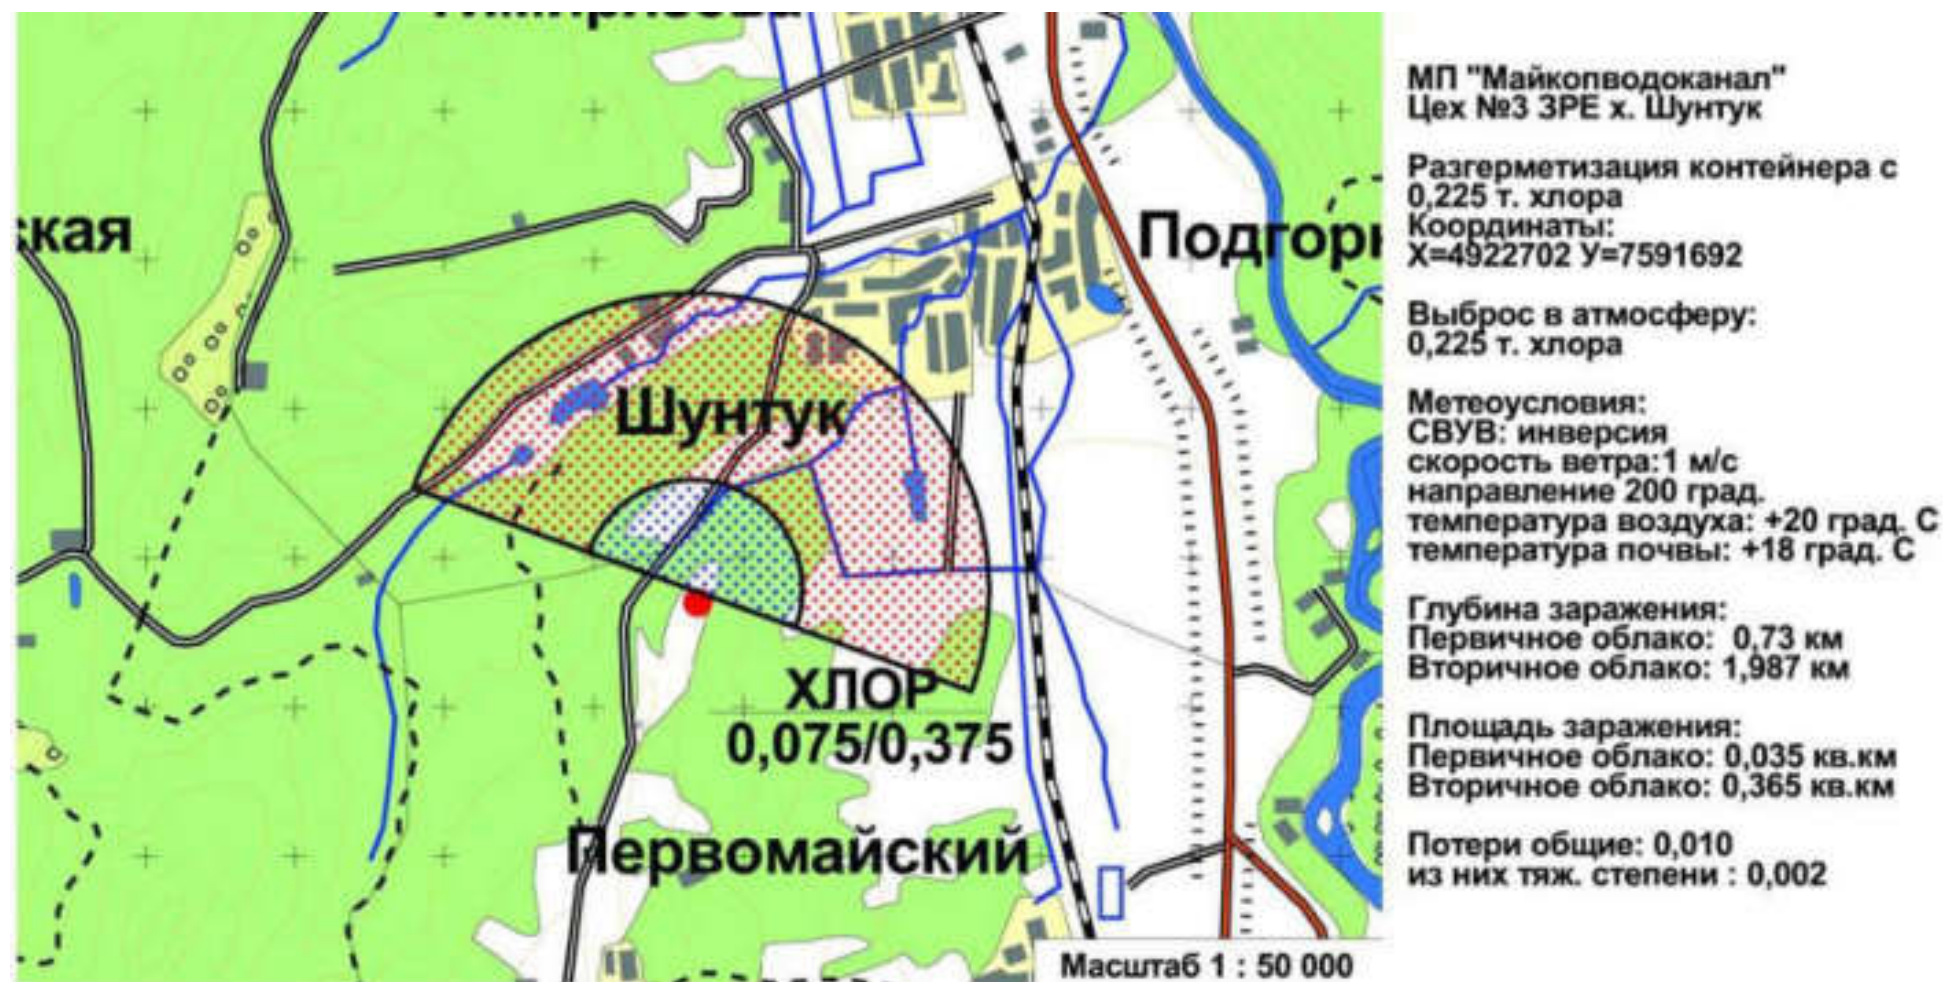 ская
Подгорн
Шунтук
ХЛОР
0,075/0,375
Первомайский
Масштаб 1 : 50 000
МП "Майкопводоканал"
Цех №3 ЗРЕ х. Шунтук
Разгерметизация контейнера с
0,225 т. хлора
Координаты:
Х=4922702 У=7591692
Выброс в атмосферу:
0,225 т. хлора
Метеоусловия:
СВУВ: инверсия
скорость ветра:1 м/с
направление 200 град.
температура воздуха: +20 град. С
температура почвы: +18 град. С
Глубина заражения:
Первичное облако: 0,73 км
Вторичное облако: 1,987 км
Площадь заражения:
Первичное облако: 0,035 кв.км
Вторичное облако: 0,365 кв.км
Потери общие: 0,010
из них тяж. степени : 0,002